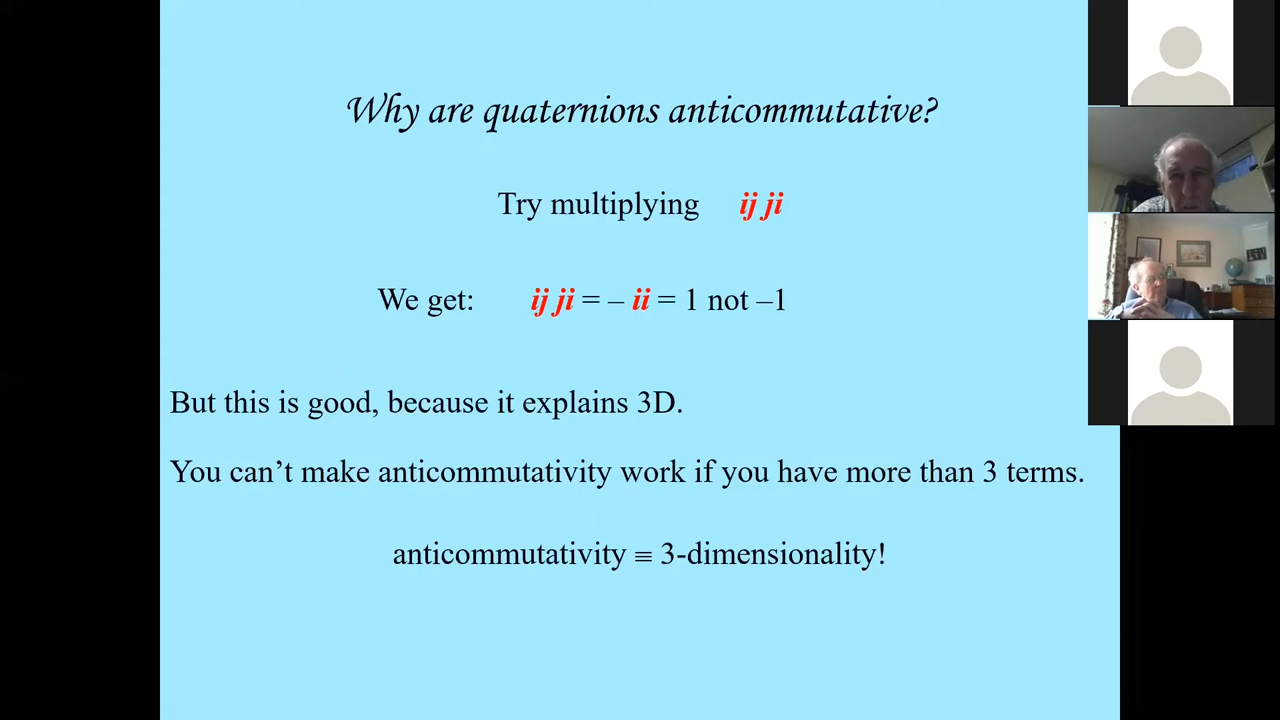 Why are quaternions anticommutative?
Try multiplying ij ji
We get: ij ji = – ii = 1 not –1
But this is good, because it explains 3D.
You can’t make anticommutativity work if you have more than 3 terms.
anticommutativity ≡ 3-dimensionality!